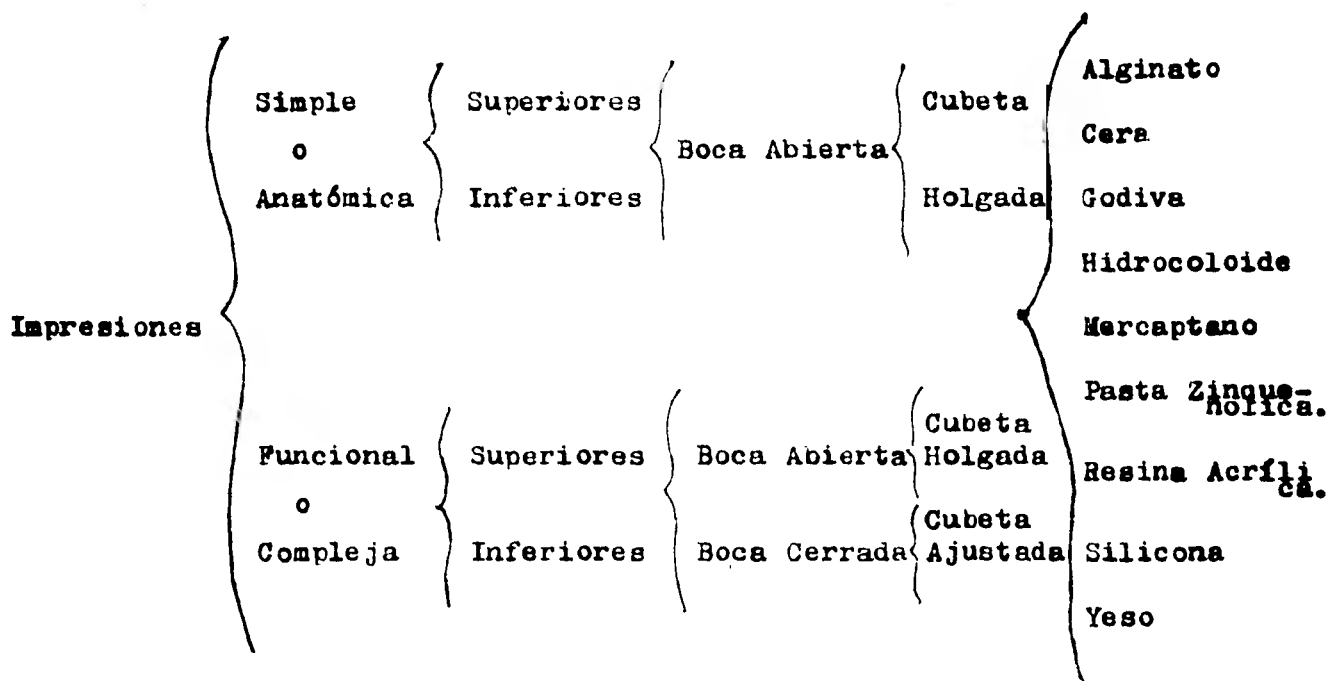 Impresiones
Simple
o
Anatómica
Superiores
Inferiores
Boca Abierta
Cubeta
Holgada
Funcional
o
Compleja
Superiores
Inferiores
Boca Abierta
Cubeta
Holgada
Boca Cerrada
Cubeta
Ajustada
Alginato
Cera
Godiva
Hidrocoloide
Mercaptano
Pasta Zinque-
nolica.
Resina Acríli
ca.
Silicona
Yeso